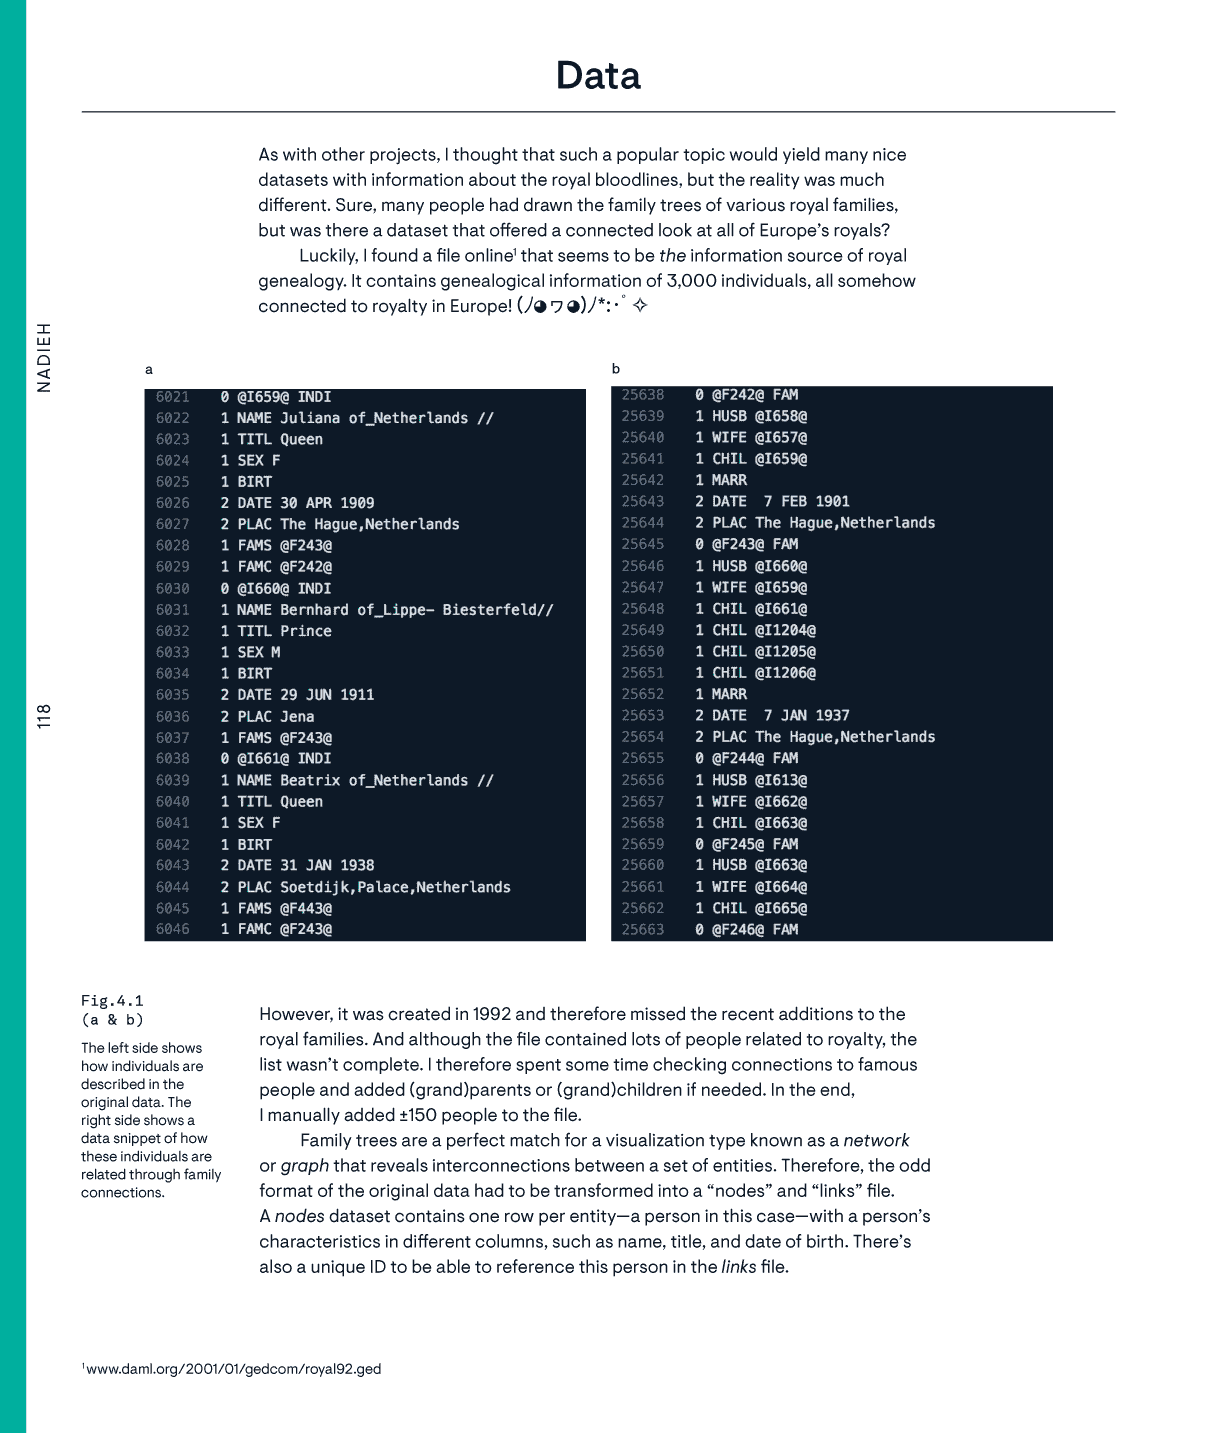 Data
As with other projects, I thought that such a popular topic would yield many nice
datasets with information about the royal bloodlines, but the reality was much
different. Sure, many people had drawn the family trees of various royal families,
but was there a dataset that offered a connected look at all of Europe's royals?
Luckily, I found a file online¹ that seems to be the information source of royal
genealogy. It contains genealogical information of 3,000 individuals, all somehow
connected to royalty in Europe! (ﾉ◕ヮ◕)ﾉ*:・ﾟ✧
NADIEH
118
a
6021 0 @I659@ INDI
6022 1 NAME Juliana of_Netherlands //
6023 1 TITL Queen
6024 1 SEX F
6025 1 BIRT
6026 2 DATE 30 APR 1909
6027 2 PLAC The Hague,Netherlands
6028 1 FAMS @F243@
6029 1 FAMC @F242@
6030 0 @I660@ INDI
6031 1 NAME Bernhard of_Lippe- Biesterfeld//
6032 1 TITL Prince
6033 1 SEX M
6034 1 BIRT
6035 2 DATE 29 JUN 1911
6036 2 PLAC Jena
6037 1 FAMS @F243@
6038 0 @I661@ INDI
6039 1 NAME Beatrix of_Netherlands //
6040 1 TITL Queen
6041 1 SEX F
6042 1 BIRT
6043 2 DATE 31 JAN 1938
6044 2 PLAC Soetdijk,Palace,Netherlands
6045 1 FAMS @F443@
6046 1 FAMC @F243@
b
25638 0 @F242@ FAM
25639 1 HUSB @I658@
25640 1 WIFE @I657@
25641 1 CHIL @I659@
25642 1 MARR
25643 2 DATE  7 FEB 1901
25644 2 PLAC The Hague,Netherlands
25645 0 @F243@ FAM
25646 1 HUSB @I660@
25647 1 WIFE @I659@
25648 1 CHIL @I661@
25649 1 CHIL @I1204@
25650 1 CHIL @I1205@
25651 1 CHIL @I1206@
25652 1 MARR
25653 2 DATE  7 JAN 1937
25654 2 PLAC The Hague,Netherlands
25655 0 @F244@ FAM
25656 1 HUSB @I613@
25657 1 WIFE @I662@
25658 1 CHIL @I663@
25659 0 @F245@ FAM
25660 1 HUSB @I663@
25661 1 WIFE @I664@
25662 1 CHIL @I665@
25663 0 @F246@ FAM
Fig.4.1
(a & b)
The left side shows
how individuals are
described in the
original data. The
right side shows a
data snippet of how
these individuals are
related through family
connections.
However, it was created in 1992 and therefore missed the recent additions to the
royal families. And although the file contained lots of people related to royalty, the
list wasn't complete. I therefore spent some time checking connections to famous
people and added (grand)parents or (grand)children if needed. In the end,
I manually added ±150 people to the file.
Family trees are a perfect match for a visualization type known as a network
or graph that reveals interconnections between a set of entities. Therefore, the odd
format of the original data had to be transformed into a “nodes” and “links” file.
A nodes dataset contains one row per entity—a person in this case—with a person's
characteristics in different columns, such as name, title, and date of birth. There's
also a unique ID to be able to reference this person in the links file.
¹www.daml.org/2001/01/gedcom/royal92.ged